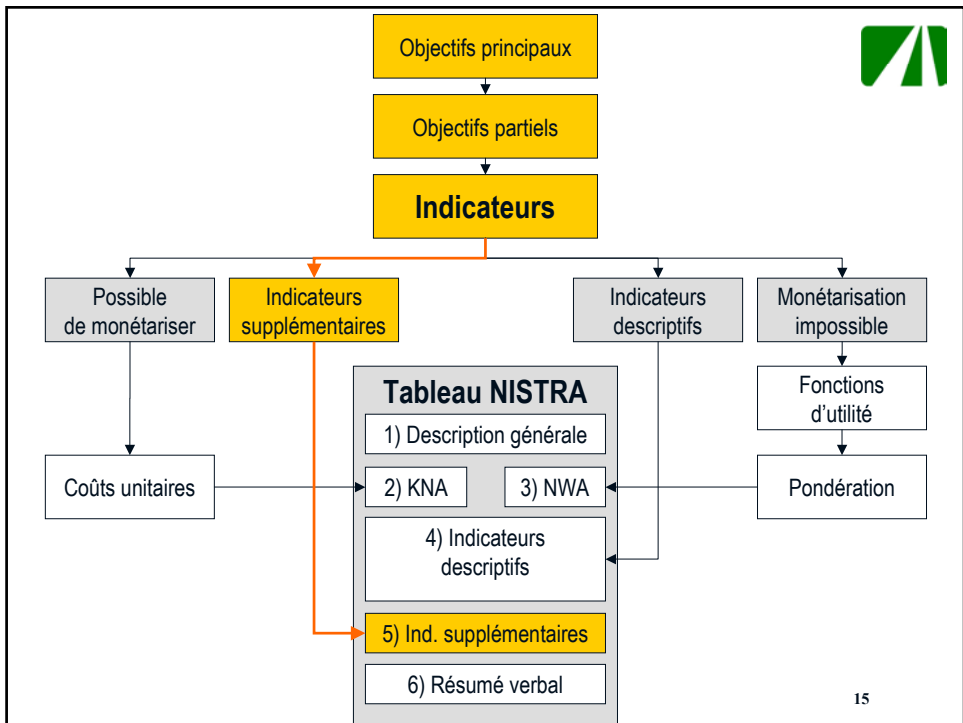 Objectifs principaux
Objectifs partiels
Indicateurs
Possible
de monétariser
Indicateurs
supplémentaires
Indicateurs
descriptifs
Monétarisation
impossible
Fonctions
d'utilité
Tableau NISTRA
1) Description générale
Coûts unitaires
2) KNA
3) NWA
Pondération
4) Indicateurs
descriptifs
5) Ind. supplémentaires
6) Résumé verbal
15